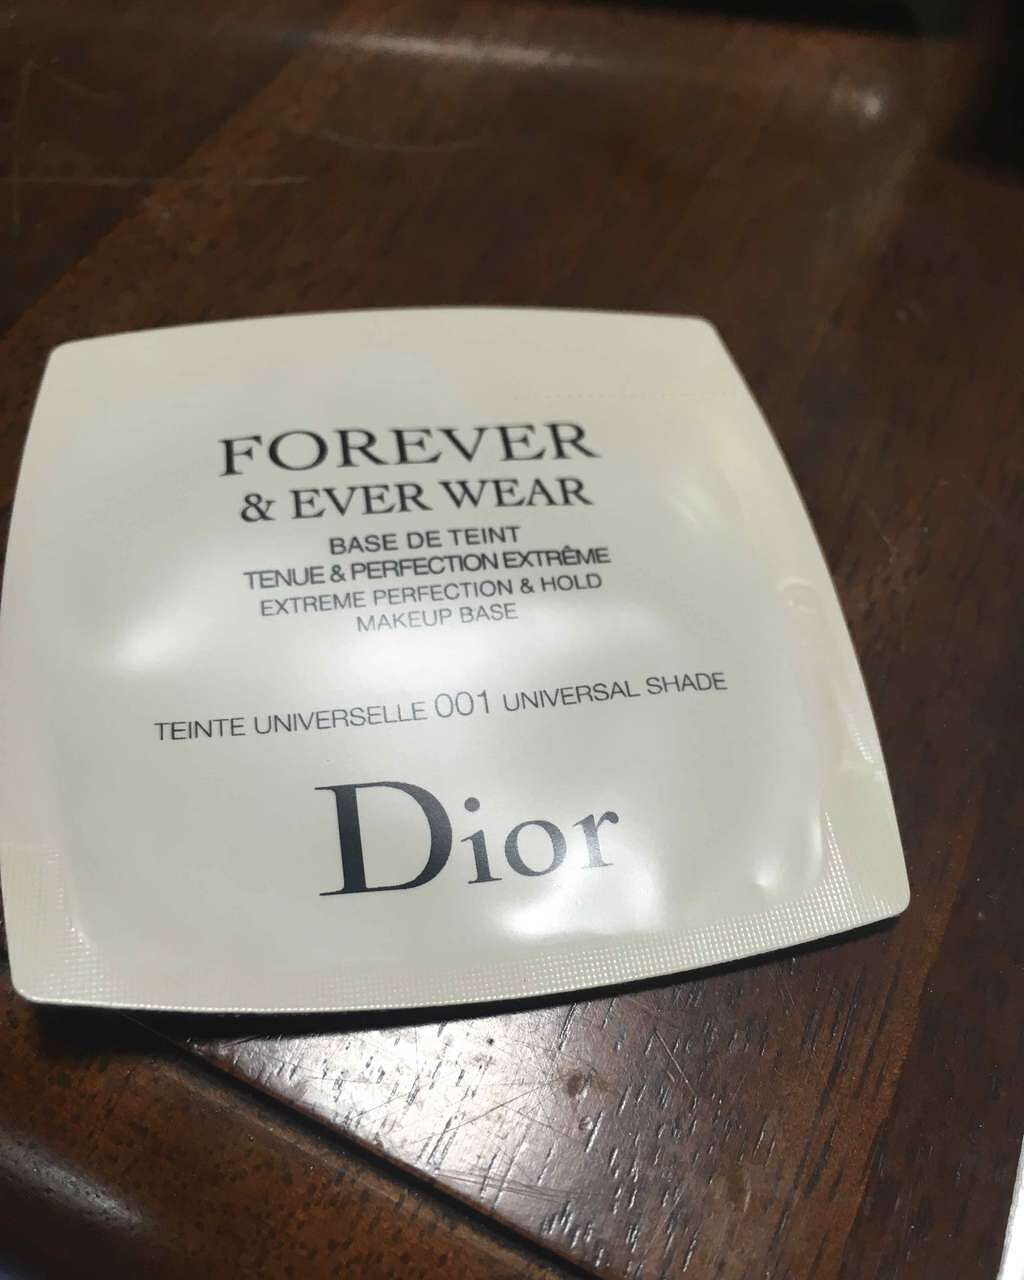 FOREVER
& EVER WEAR
BASE DE TEINT
TENUE & PERFECTION EXTRÊME
EXTREME PERFECTION & HOLD
MAKEUP BASE
TEINTE UNIVERSELLE 001 UNIVERSAL SHADE
Dior